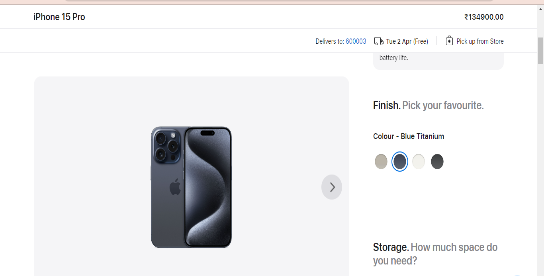 iPhone 15 Pro
₹134900.00
Delivers to: 600003
Tue 2 Apr (Free)
Pick up from Store
battery life.
Finish. Pick your favourite.
Colour - Blue Titanium
Storage. How much space do
you need?